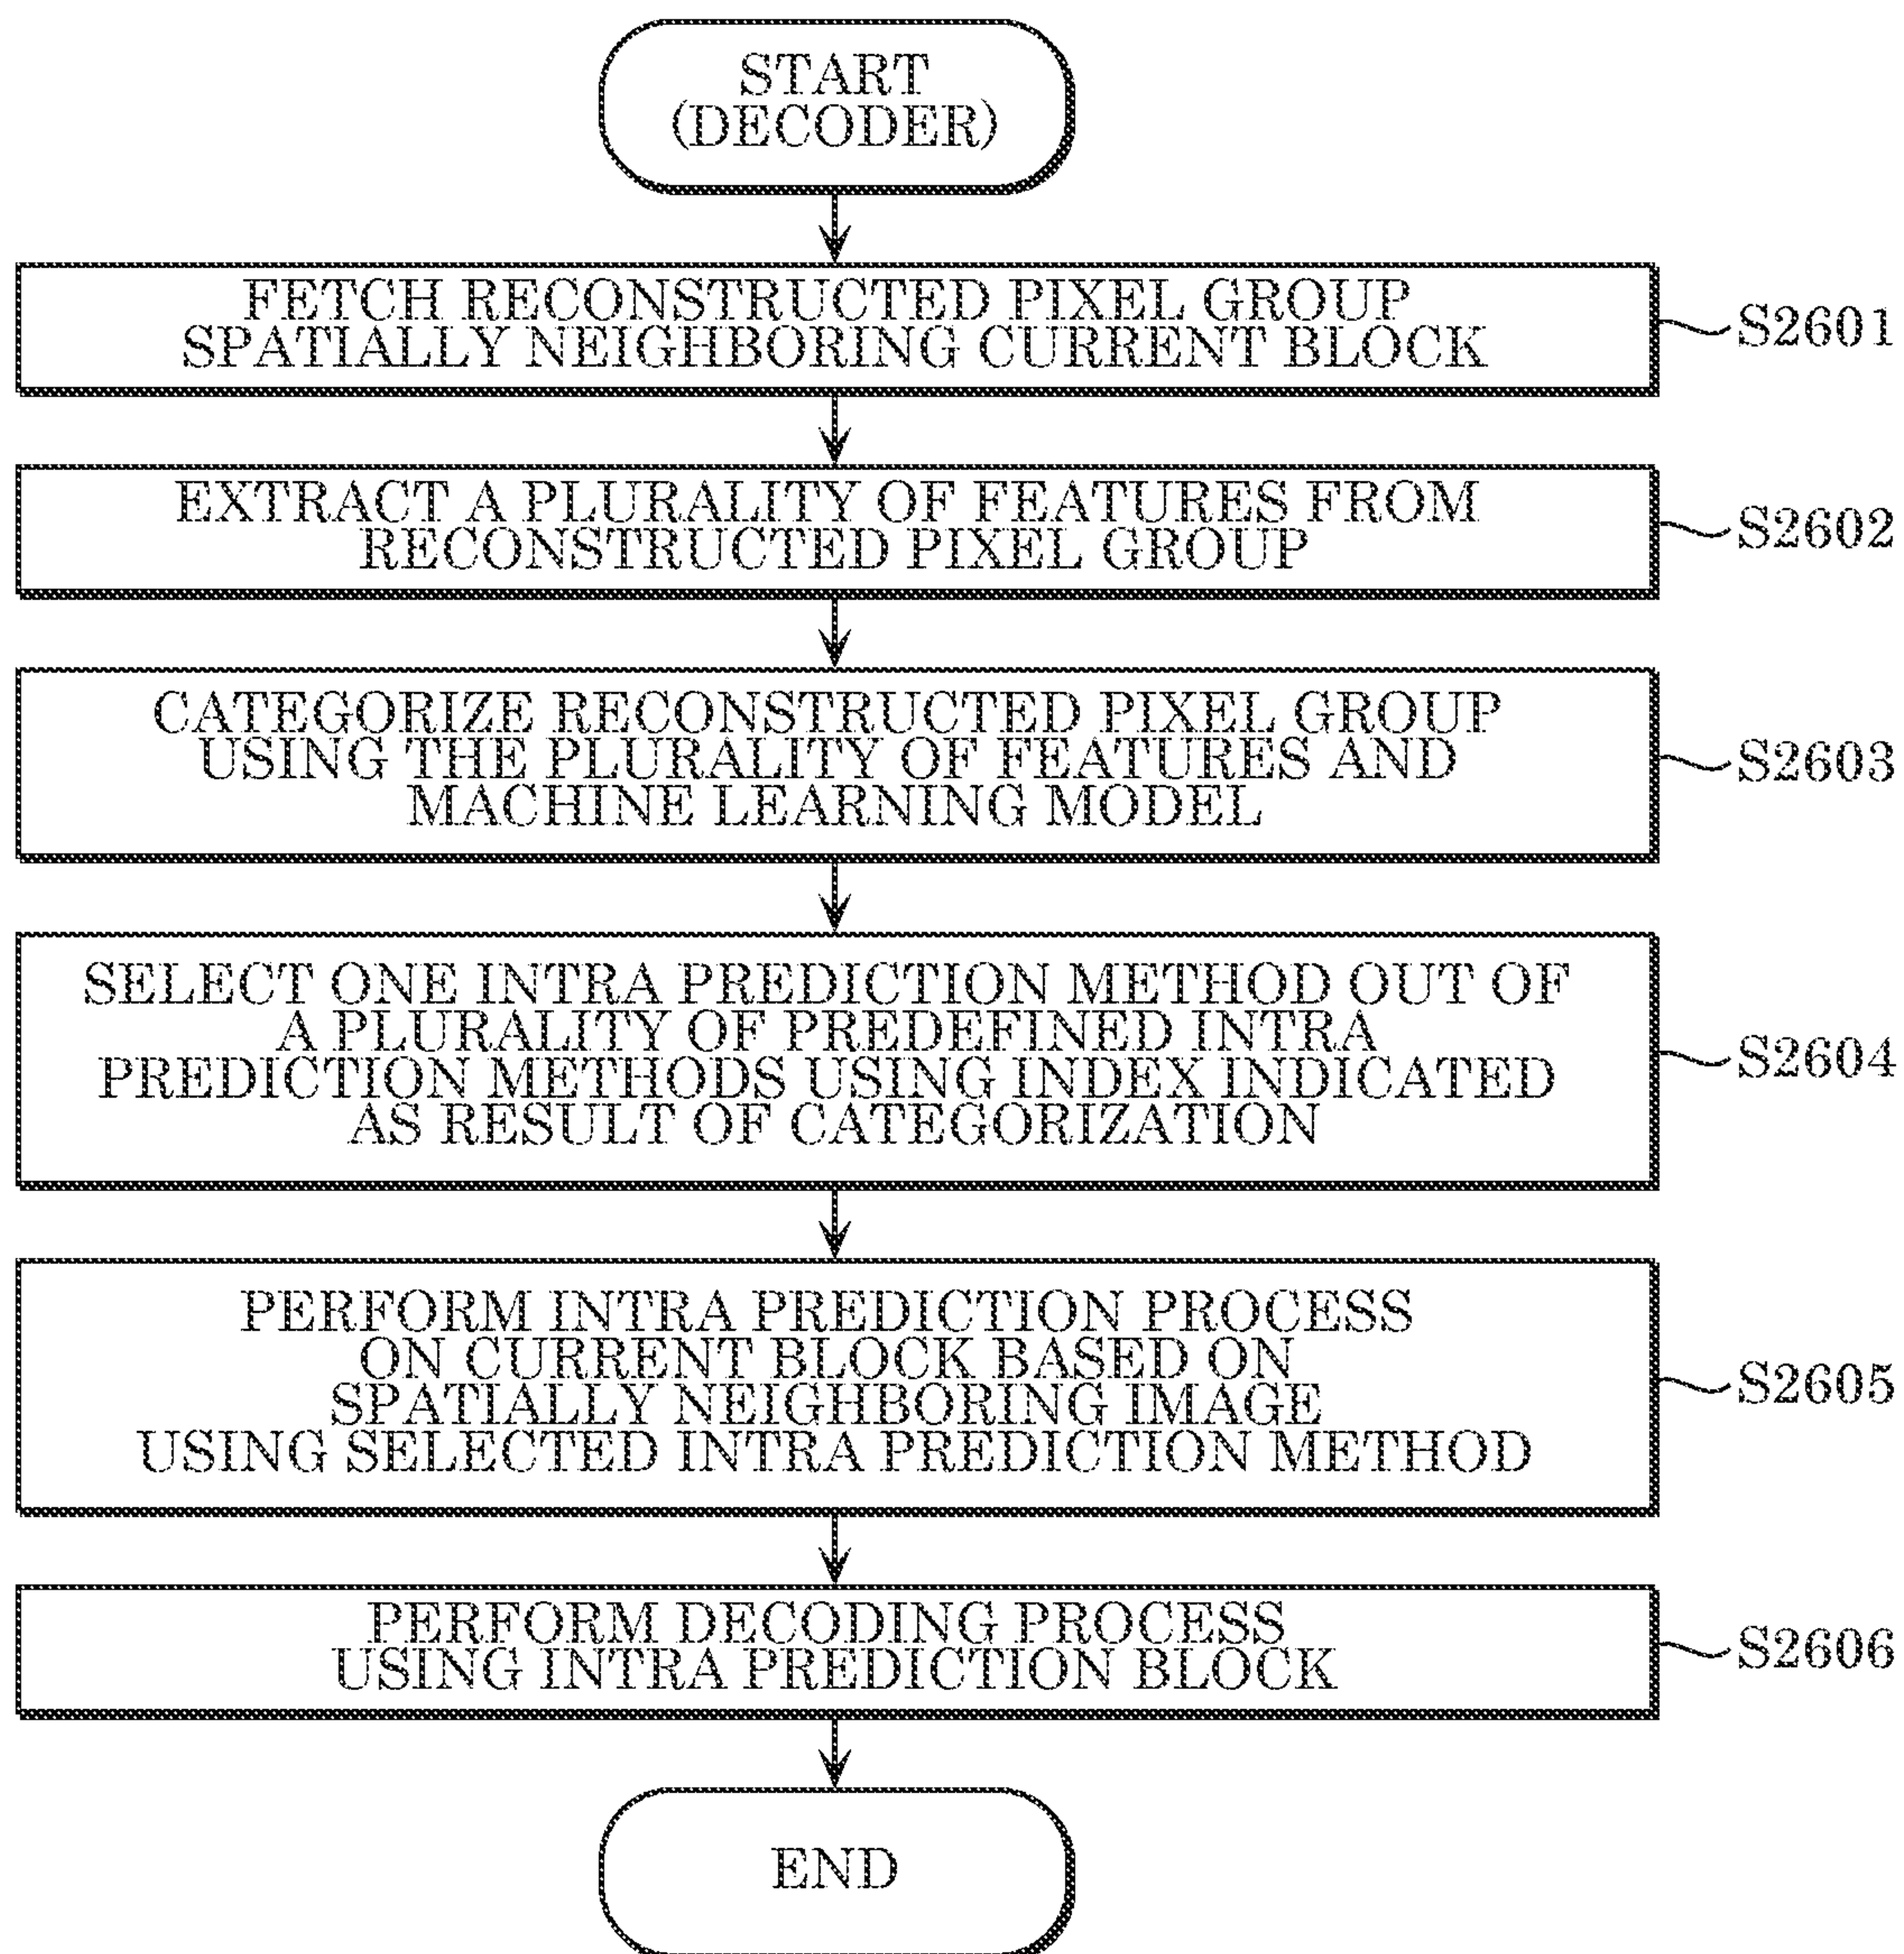 START
(DECODER)
FETCH RECONSTRUCTED PIXEL GROUP
SPATIALLY NEIGHBORING CURRENT BLOCK
S2601
EXTRACT A PLURALITY OF FEATURES FROM
RECONSTRUCTED PIXEL GROUP
S2602
CATEGORIZE RECONSTRUCTED PIXEL GROUP
USING THE PLURALITY OF FEATURES AND
MACHINE LEARNING MODEL
S2603
SELECT ONE INTRA PREDICTION METHOD OUT OF
A PLURALITY OF PREDEFINED INTRA
PREDICTION METHODS USING INDEX INDICATED
AS RESULT OF CATEGORIZATION
S2604
PERFORM INTRA PREDICTION PROCESS
ON CURRENT BLOCK BASED ON
SPATIALLY NEIGHBORING IMAGE
USING SELECTED INTRA PREDICTION METHOD
S2605
PERFORM DECODING PROCESS
USING INTRA PREDICTION BLOCK
S2606
END